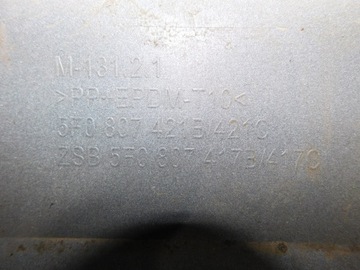 M-131.2.1
>PP+EPDM-T10<
5F0 807 421B/421C
ZSB 5F0 807 417B/417C